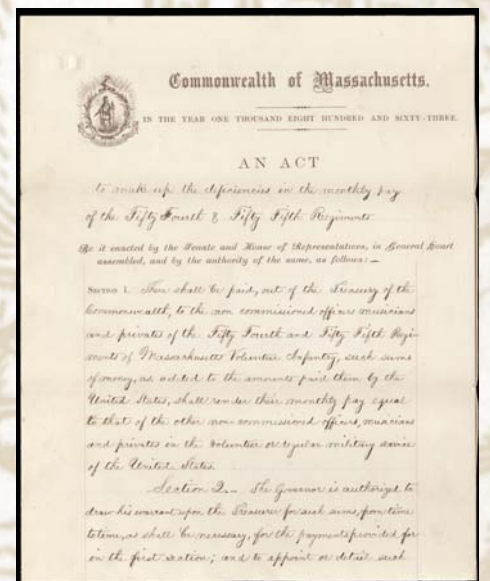 Commonwealth of Massachusetts.
IN THE YEAR ONE THOUSAND EIGHT HUNDRED AND SIXTY-THREE.
AN ACT
to make up the deficiencies in the monthly pay
of the Fifty Fourth & Fifty Fifth Regiments
Be it enacted by the Senate and House of Representatives, in General Court
assembled, and by the authority of the same, as follows:—
SECTION 1. There shall be paid, out of the Treasury of the
Commonwealth, to the non commissioned officers musicians
and privates of the Fifty Fourth and Fifty Fifth Regi-
ments of Massachusetts Volunteer Infantry, such sums
of money, as added to the amounts paid them by the
United States, shall render their monthly pay equal
to that of the other non-commissioned officers, musicians
and privates in the volunteer or regular military service
of the United States.
Section 2.— The Governor is authorized to
draw his warrant upon the Treasurer for such sums, from time
to time, as shall be necessary, for the payments provided for
in the first section; and to appoint or detail such